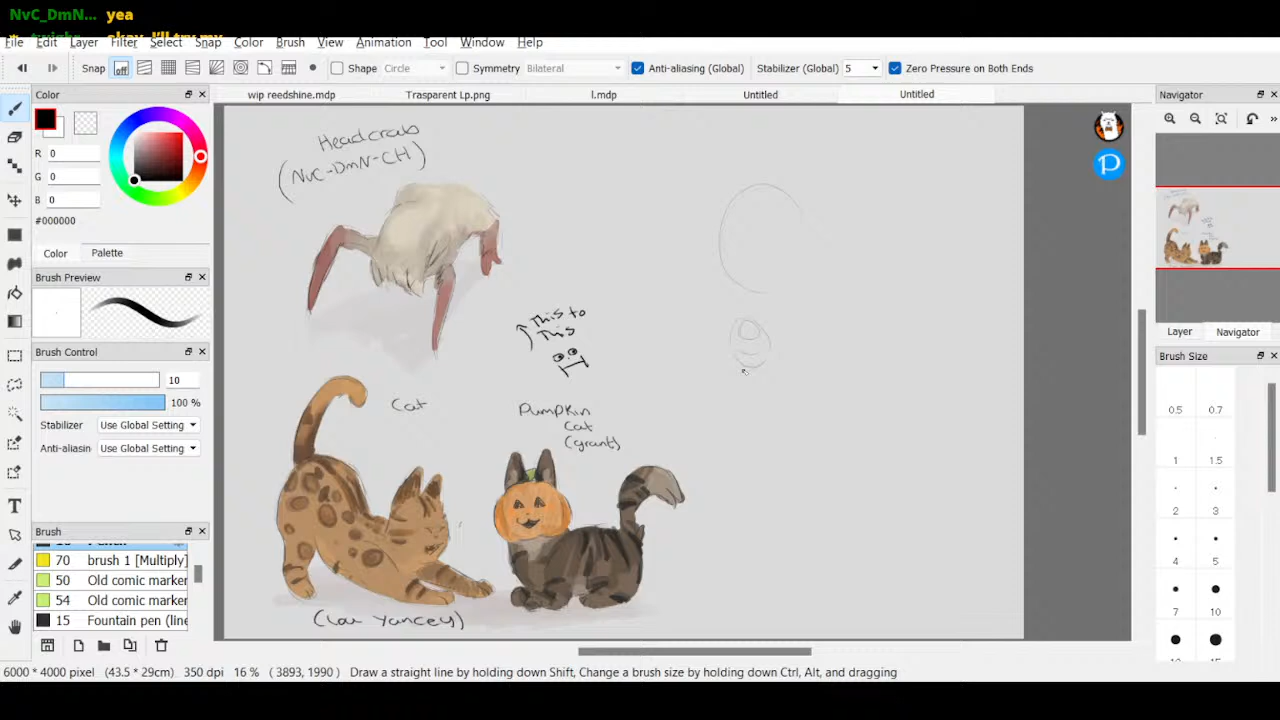 NvC_DmN... yea
okay, I'll try my
File Edit Layer Filter Select Snap Color Brush View Animation Tool Window Help
Snap off Shape Circle Symmetry Bilateral Anti-aliasing (Global) Stabilizer (Global) 5 Zero Pressure on Both Ends
Color
wip reedshine.mdp Trasparent Lp.png l.mdp Untitled Untitled
Navigator
R 0
G 0
B 0
#000000
Color Palette
Brush Preview
Brush Control
10
100 %
Stabilizer Use Global Setting
Anti-aliasin Use Global Setting
Brush
70 brush 1 [Multiply]
50 Old comic marker
54 Old comic marker
15 Fountain pen (line
Headcrab
(NvC-DmN-CH)
This to
This
Cat
Pumpkin
Cat
(grant)
(Lou Yancey)
P
Layer Navigator
Brush Size
0.5 0.7
1 1.5
2 3
4 5
7 10
6000 * 4000 pixel (43.5 * 29cm) 350 dpi 16 % ( 3893, 1990 ) Draw a straight line by holding down Shift, Change a brush size by holding down Ctrl, Alt, and dragging